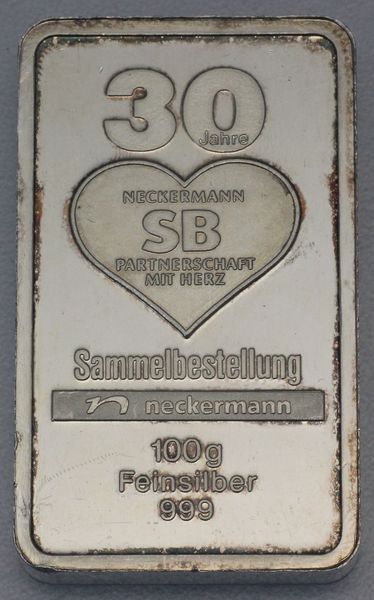 30
Jahre
NECKERMANN
SB
PARTNERSCHAFT
MIT HERZ
Sammelbestellung
neckermann
100g
Feinsilber
999